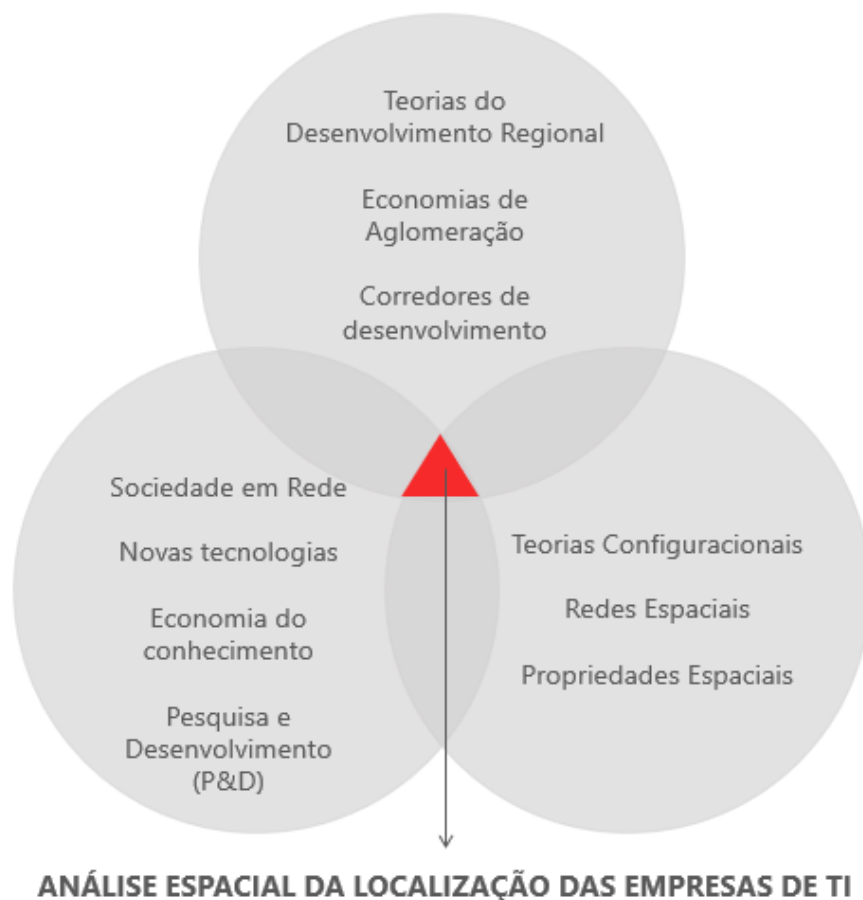 Teorias do
Desenvolvimento Regional
Economias de
Aglomeração
Corredores de
desenvolvimento
Sociedade em Rede
Novas tecnologias
Economia do
conhecimento
Pesquisa e
Desenvolvimento
(P&D)
Teorias Configuracionais
Redes Espaciais
Propriedades Espaciais
ANÁLISE ESPACIAL DA LOCALIZAÇÃO DAS EMPRESAS DE TI